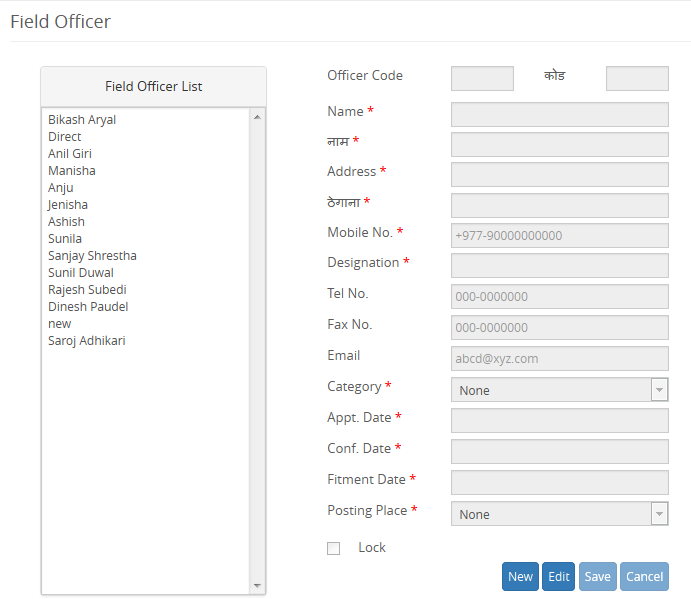 Field Officer
Field Officer List
Bikash Aryal
Direct
Anil Giri
Manisha
Anju
Jenisha
Ashish
Sunila
Sanjay Shrestha
Sunil Duwal
Rajesh Subedi
Dinesh Paudel
new
Saroj Adhikari
Officer Code कोड
Name *
नाम *
Address *
ठेगाना *
Mobile No. * +977-90000000000
Designation *
Tel No. 000-0000000
Fax No. 000-0000000
Email abcd@xyz.com
Category * None
Appt. Date *
Conf. Date *
Fitment Date *
Posting Place * None
Lock
New Edit Save Cancel